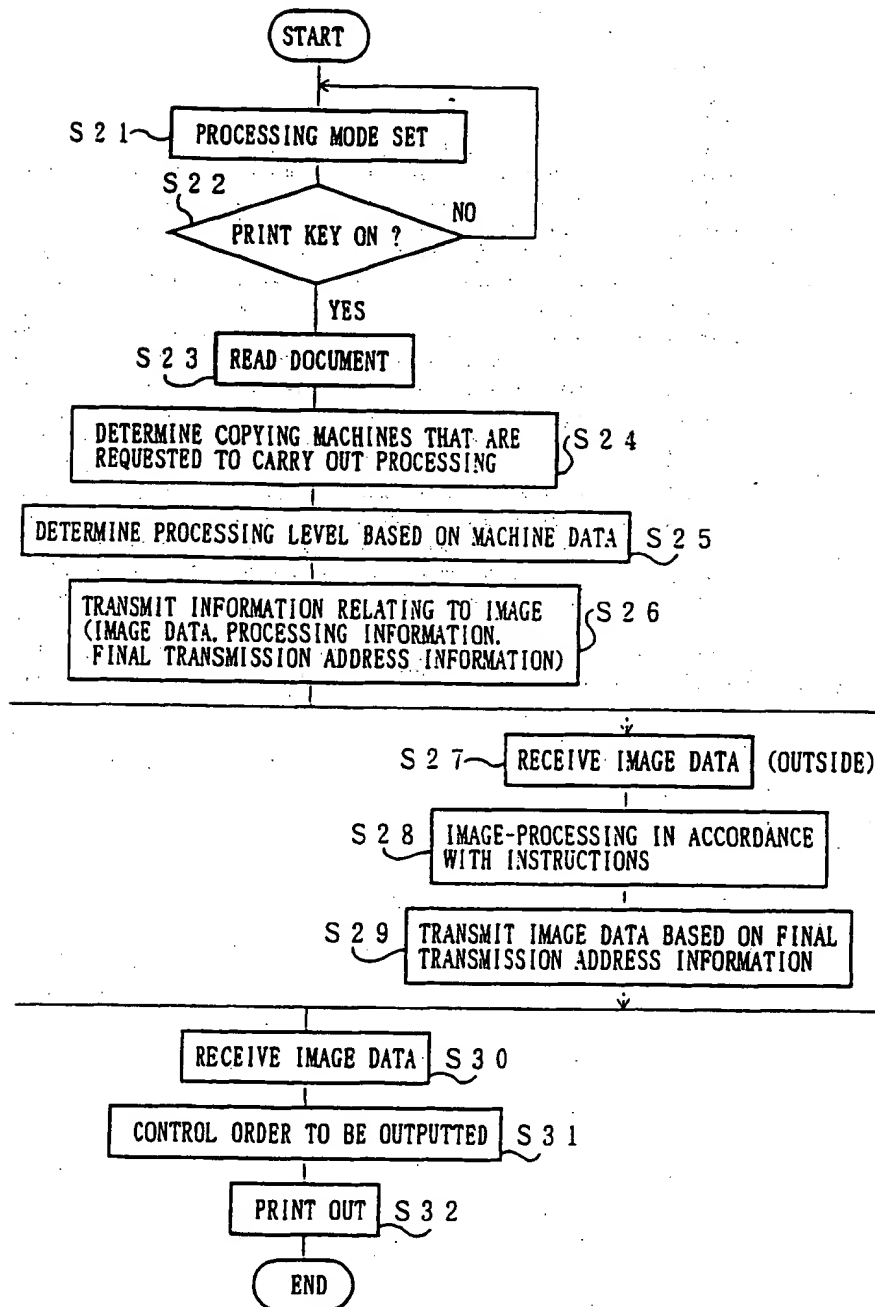 START
S21
PROCESSING MODE SET
S22
NO
PRINT KEY ON ?
YES
S23
READ DOCUMENT
DETERMINE COPYING MACHINES THAT ARE
REQUESTED TO CARRY OUT PROCESSING
S24
DETERMINE PROCESSING LEVEL BASED ON MACHINE DATA
S25
TRANSMIT INFORMATION RELATING TO IMAGE
(IMAGE DATA. PROCESSING INFORMATION.
FINAL TRANSMISSION ADDRESS INFORMATION)
S26
S27
RECEIVE IMAGE DATA
(OUTSIDE)
S28
IMAGE-PROCESSING IN ACCORDANCE
WITH INSTRUCTIONS
S29
TRANSMIT IMAGE DATA BASED ON FINAL
TRANSMISSION ADDRESS INFORMATION
RECEIVE IMAGE DATA
S30
CONTROL ORDER TO BE OUTPUTTED
S31
PRINT OUT
S32
END